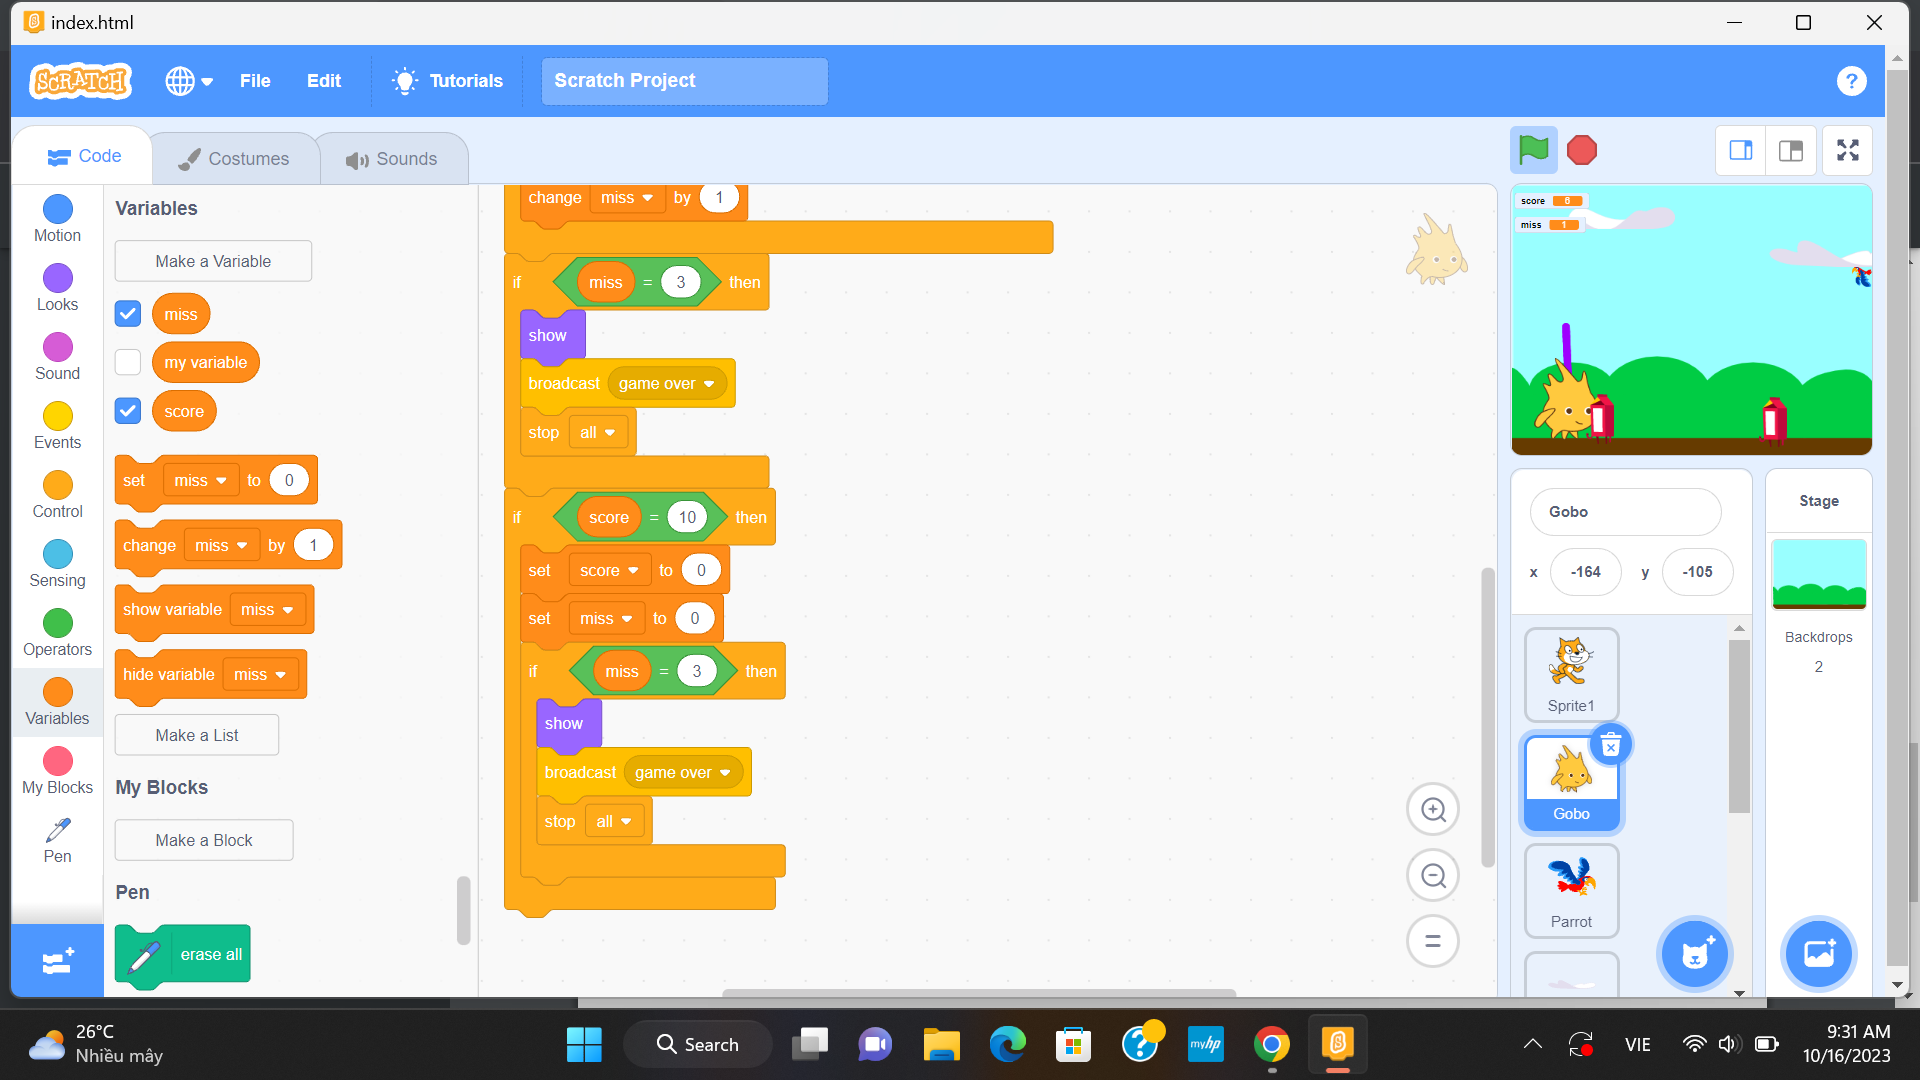 index.html
SCRATCH
File
Edit
Tutorials
Scratch Project
?
Code
Costumes
Sounds
Motion
Looks
Sound
Events
Control
Sensing
Operators
Variables
My Blocks
Pen
Variables
Make a Variable
miss
my variable
score
set miss to 0
change miss by 1
show variable miss
hide variable miss
Make a List
My Blocks
Make a Block
Pen
erase all
change miss by 1
if miss = 3 then
show
broadcast game over
stop all
if score = 10 then
set score to 0
set miss to 0
if miss = 3 then
show
broadcast game over
stop all
score
miss 1
Gobo
x -164 y -105
Sprite1
Gobo
Parrot
Stage
Backdrops
2
26°C
Nhiều mây
Search
myhp
VIE
9:31 AM
10/16/2023